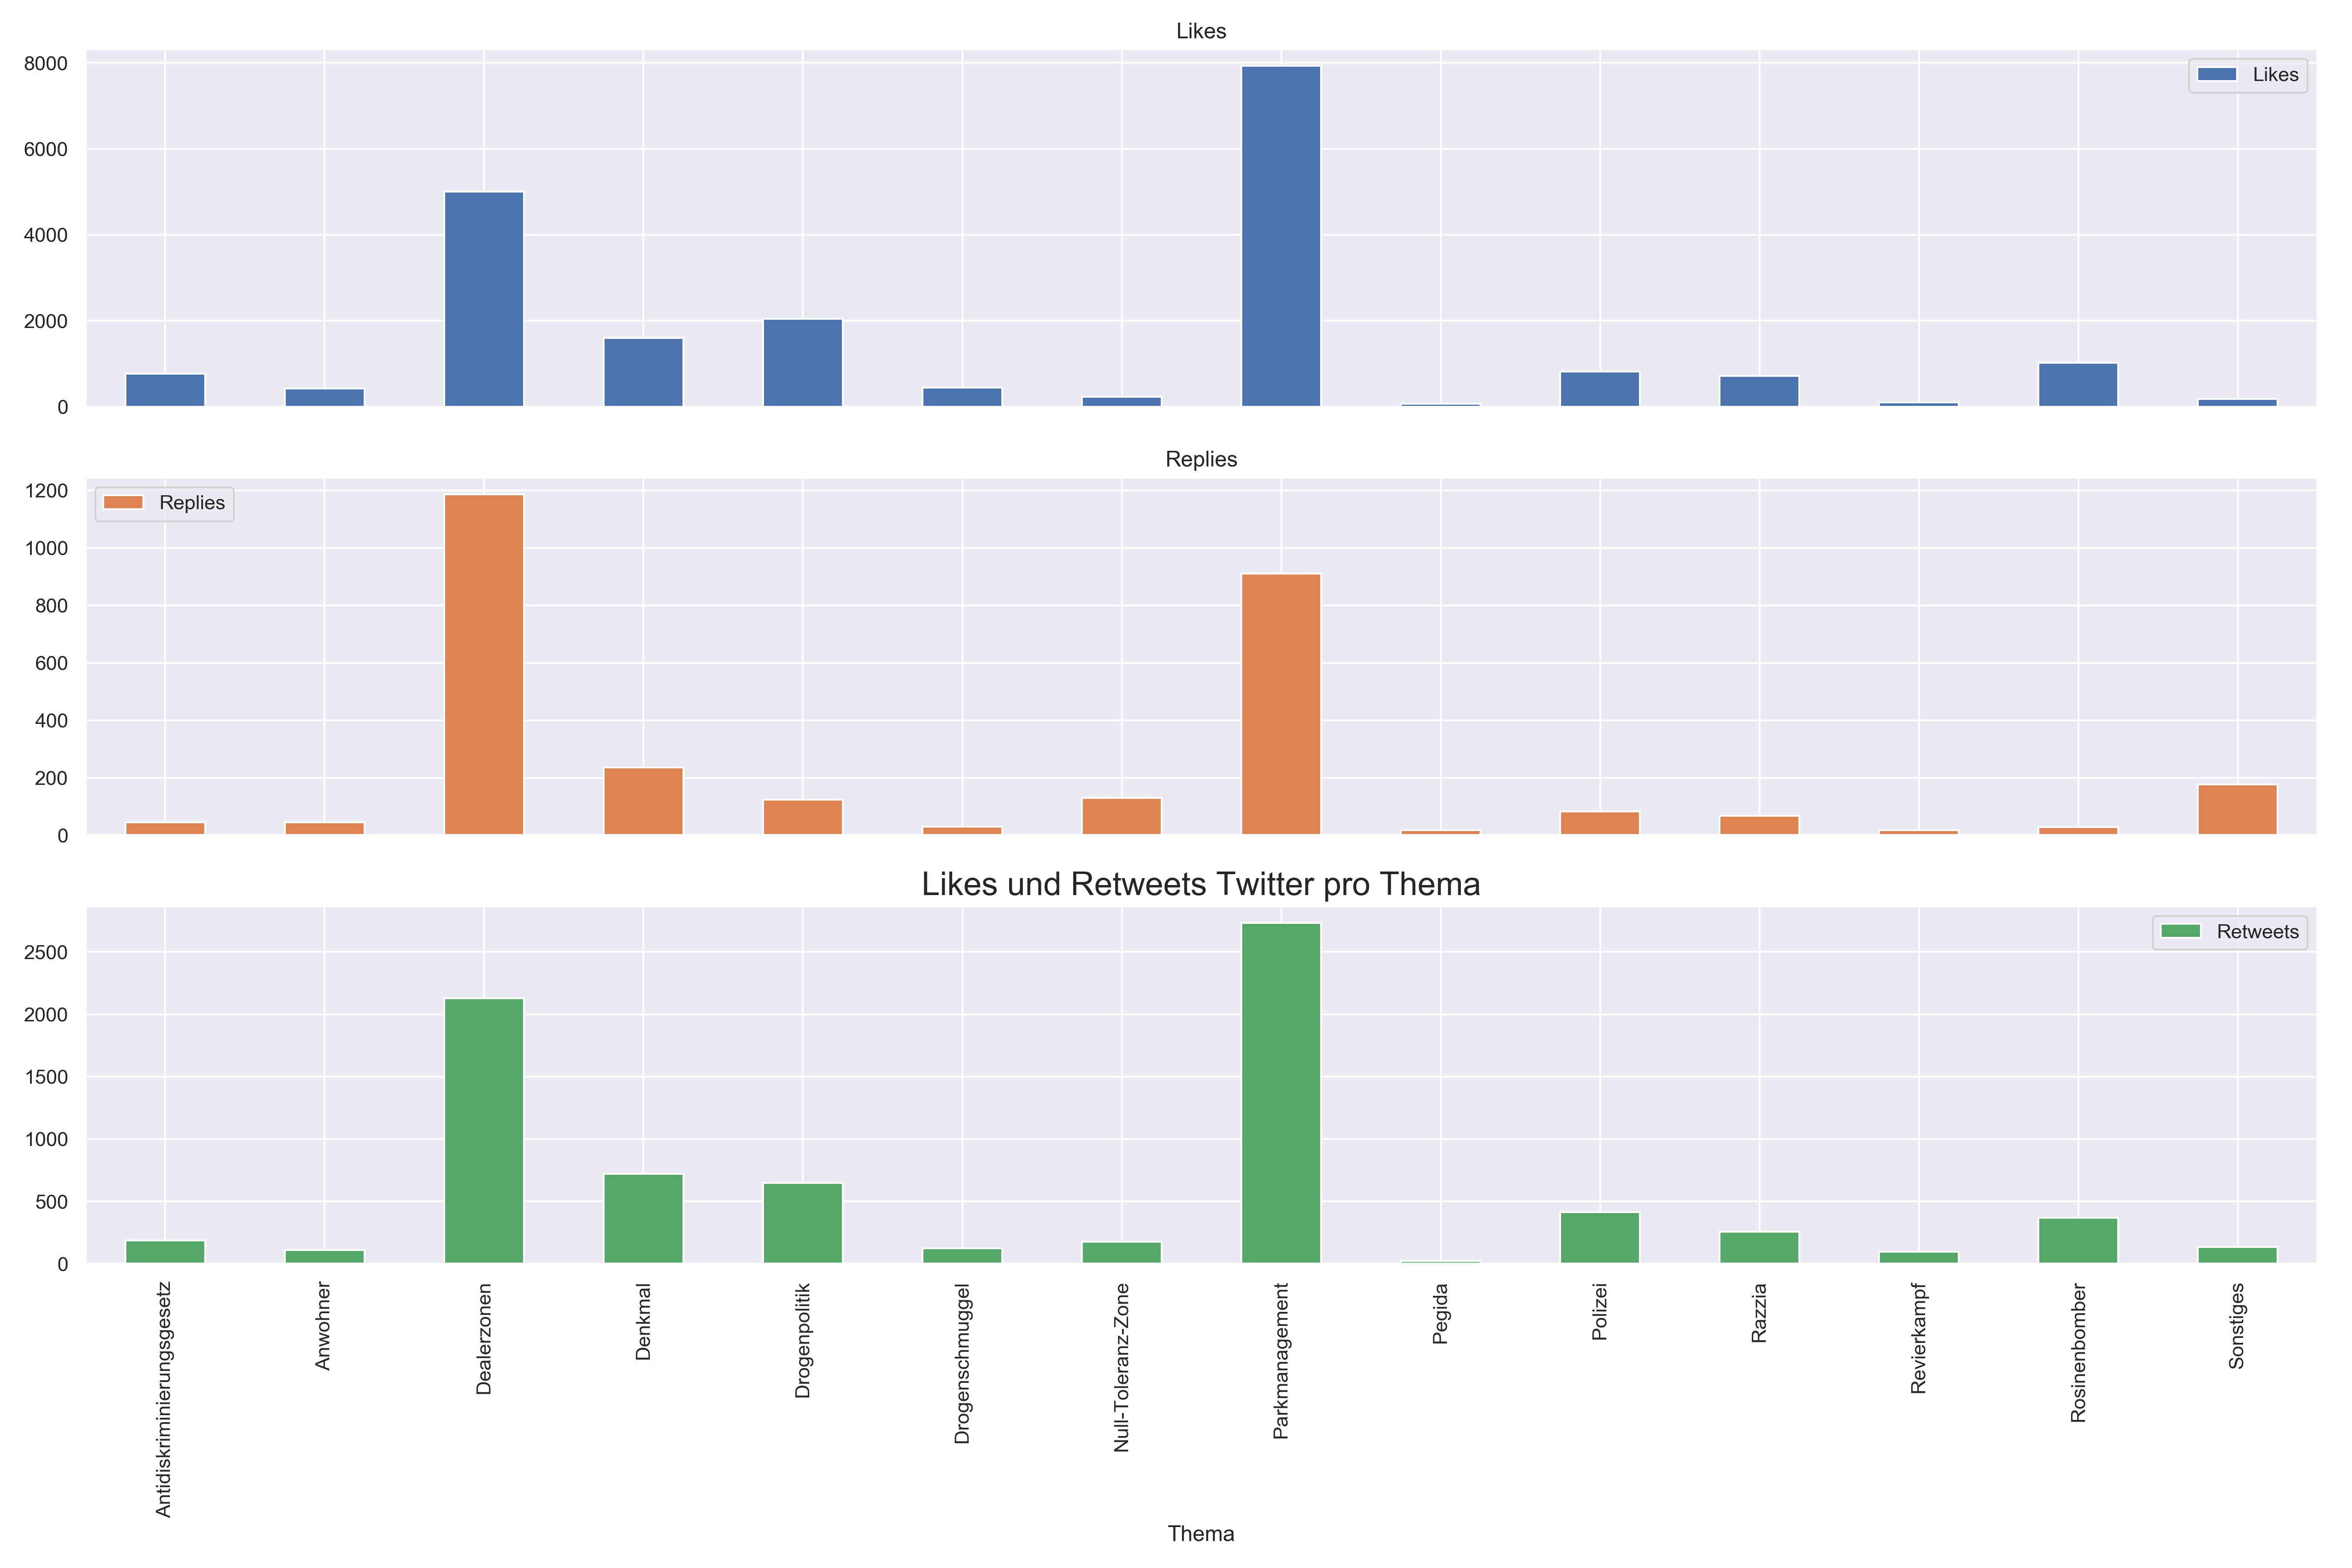 Likes
8000
6000
4000
2000
0
Likes
Replies
1200
1000
800
600
400
200
0
Replies
Likes und Retweets Twitter pro Thema
2500
2000
1500
1000
500
0
Retweets
Antidiskriminierungsgesetz
Anwohner
Dealerzonen
Denkmal
Drogenpolitik
Drogenschmuggel
Null-Toleranz-Zone
Parkmanagement
Pegida
Polizei
Razzia
Revierkampf
Rosinenbomber
Sonstiges
Thema